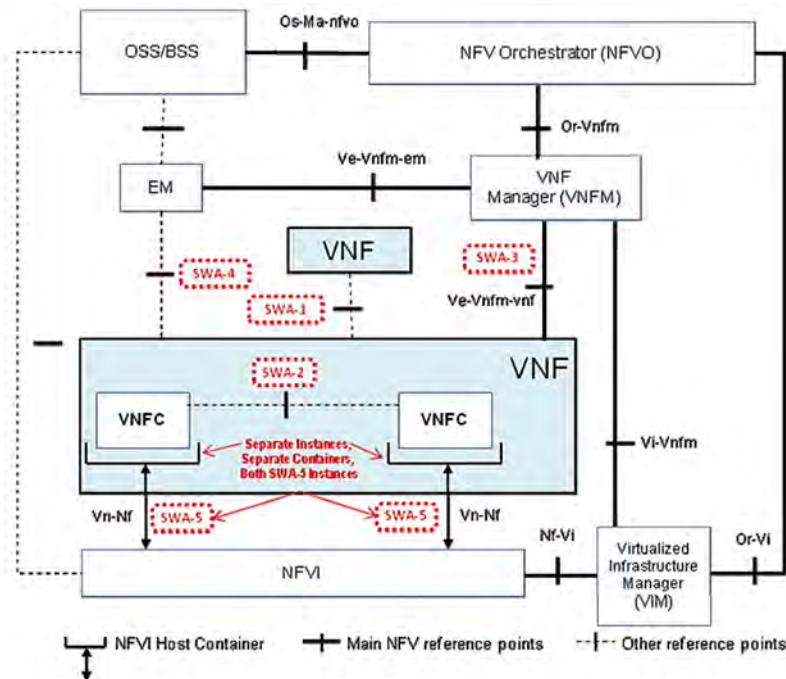 Os-Ma-nfvo
OSS/BSS
NFV Orchestrator (NFVO)
Or-Vnfm
Ve-Vnfm-em
EM
VNF
Manager (VNFM)
VNF
SWA-4
SWA-3
SWA-1
Ve-Vnfm-vnf
VNF
SWA-2
VNFC
VNFC
Separate Instances,
Separate Containers,
Both SWA-5 Instances
Vi-Vnfm
Vn-Nf
SWA-5
SWA-5
Vn-Nf
Nf-Vi
Or-Vi
NFVI
Virtualized
Infrastructure
Manager
(VIM)
NFVI Host Container
Main NFV reference points
Other reference points